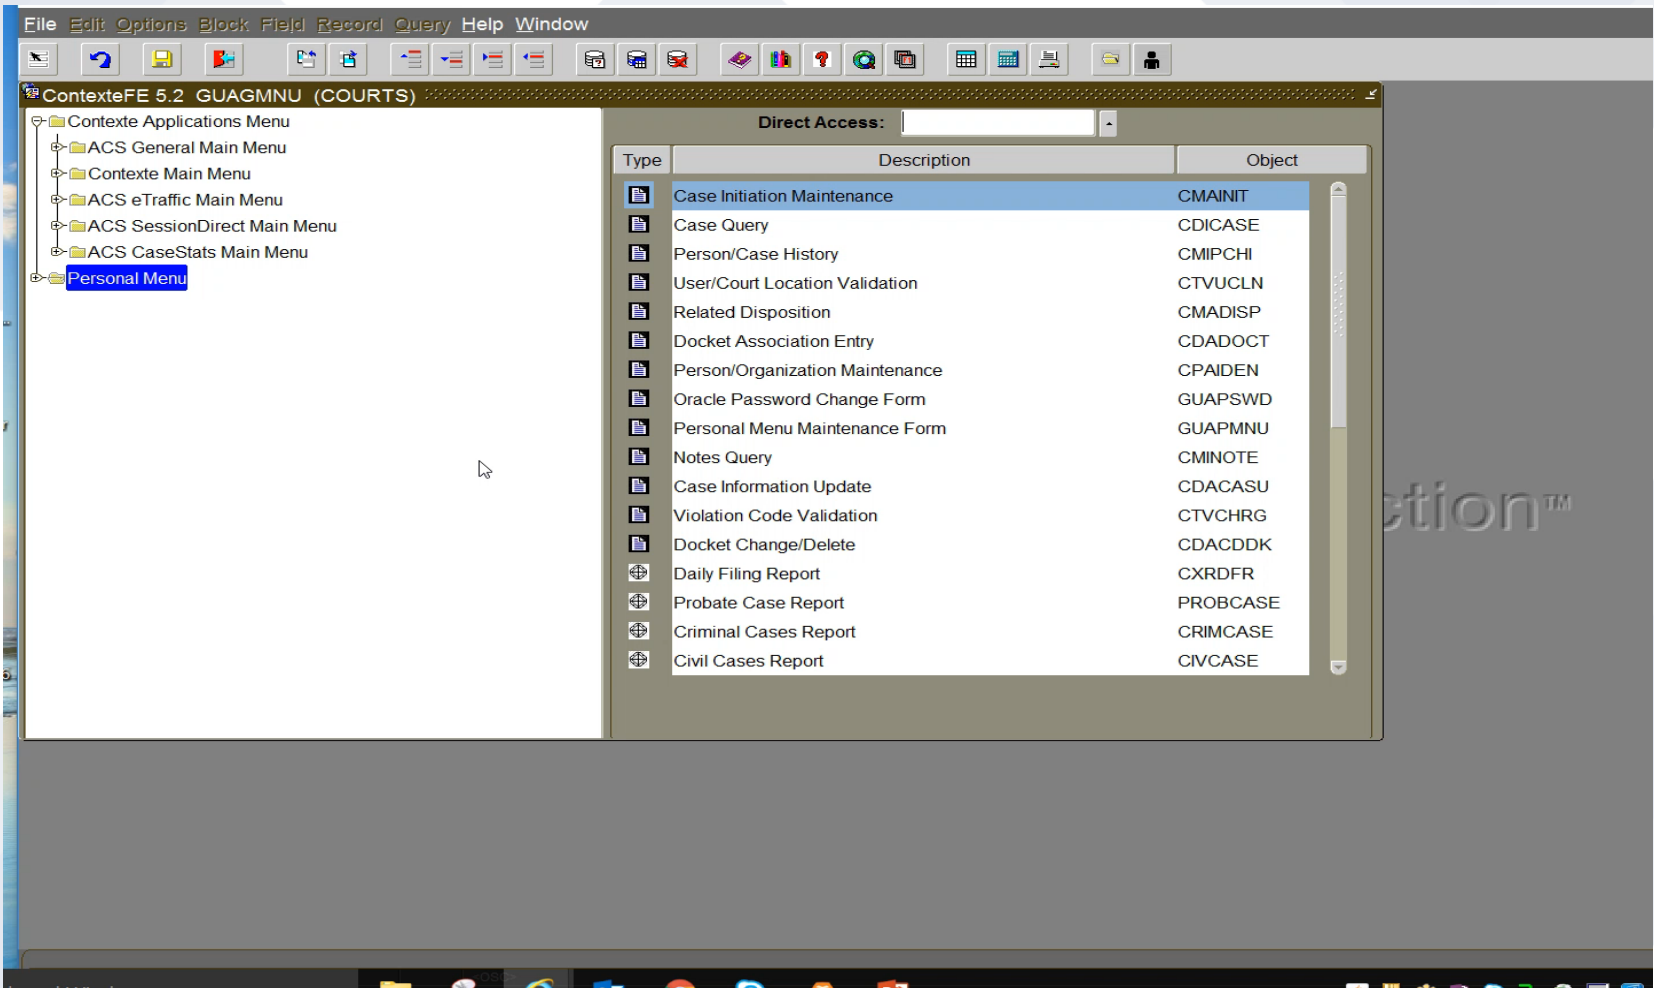 File Edit Options Block Field Record Query Help Window
ContexteFE 5.2 GUAGMNU (COURTS)
Contexte Applications Menu
ACS General Main Menu
Contexte Main Menu
ACS eTraffic Main Menu
ACS SessionDirect Main Menu
ACS CaseStats Main Menu
Personal Menu
Direct Access:
Type Description Object
Case Initiation Maintenance CMAINIT
Case Query CDICASE
Person/Case History CMIPCHI
User/Court Location Validation CTVUCLN
Related Disposition CMADISP
Docket Association Entry CDADOCT
Person/Organization Maintenance CPAIDEN
Oracle Password Change Form GUAPSWD
Personal Menu Maintenance Form GUAPMNU
Notes Query CMINOTE
Case Information Update CDACASU
Violation Code Validation CTVCHRG
Docket Change/Delete CDACDDK
Daily Filing Report CXRDFR
Probate Case Report PROBCASE
Criminal Cases Report CRIMCASE
Civil Cases Report CIVCASE
ction™
<OSC>